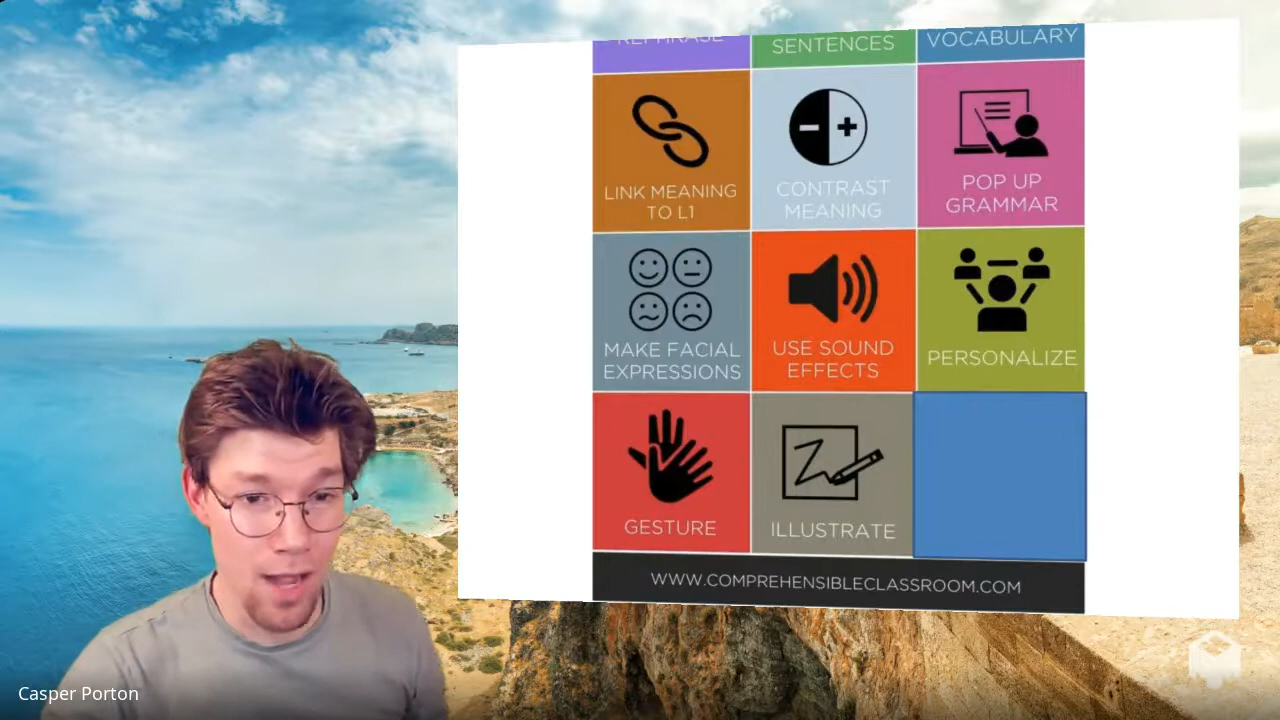 REPHRASE
SENTENCES
VOCABULARY
LINK MEANING
TO L1
CONTRAST
MEANING
POP UP
GRAMMAR
MAKE FACIAL
EXPRESSIONS
USE SOUND
EFFECTS
PERSONALIZE
GESTURE
ILLUSTRATE
WWW.COMPREHENSIBLECLASSROOM.COM
Casper Porton